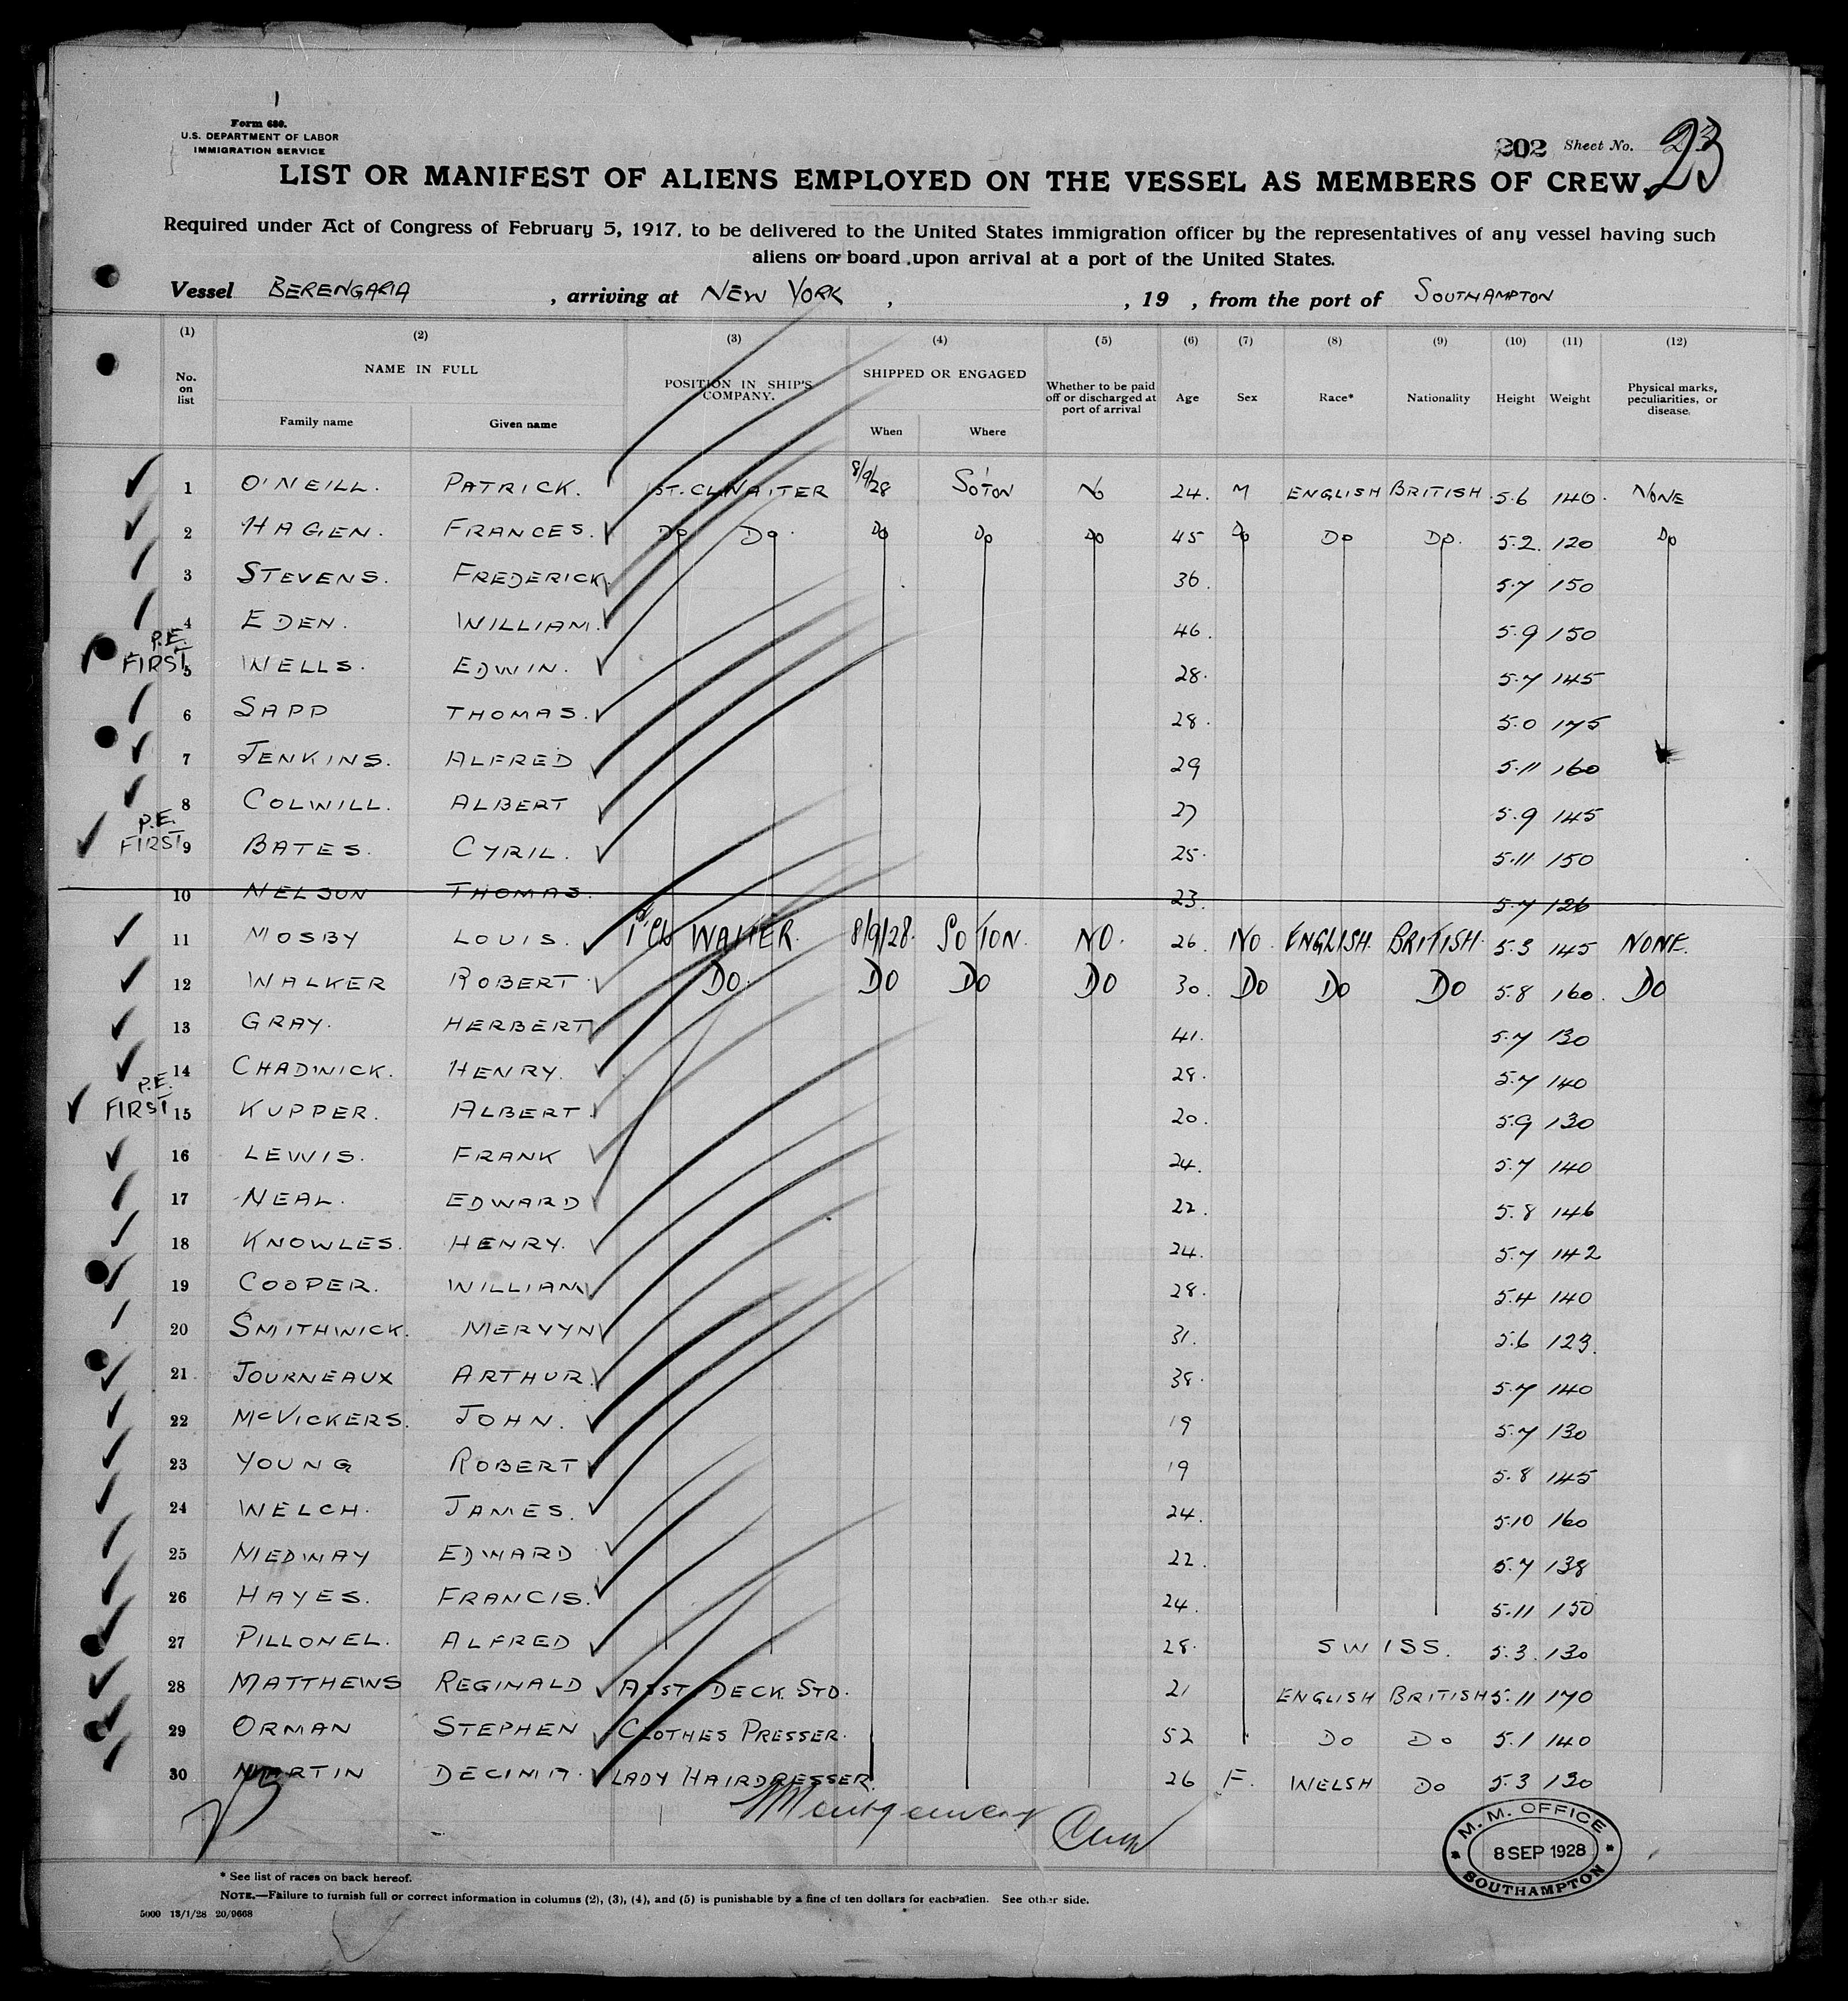 Form 680.
U.S. DEPARTMENT OF LABOR
IMMIGRATION SERVICE
202 Sheet No. 23
LIST OR MANIFEST OF ALIENS EMPLOYED ON THE VESSEL AS MEMBERS OF CREW.
Required under Act of Congress of February 5, 1917, to be delivered to the United States immigration officer by the representatives of any vessel having such
aliens on board upon arrival at a port of the United States.
Vessel BERENGARIA , arriving at NEW YORK , , 19 , from the port of SOUTHAMPTON
(1) (2) (3) (4) (5) (6) (7) (8) (9) (10) (11) (12)
No. on list NAME IN FULL Family name Given name POSITION IN SHIP'S COMPANY. SHIPPED OR ENGAGED When Where Whether to be paid off or discharged at port of arrival Age Sex Race* Nationality Height Weight Physical marks, peculiarities, or disease.
1 O'NEILL. PATRICK. 1ST. CL WAITER 8/9/28 SO'TON NO 24. M ENGLISH BRITISH 5.6 140. NONE
2 HAGEN. FRANCES. DO DO. DO DO DO 45 DO DO DO. 5.2. 120 DO
3 STEVENS. FREDERICK. 36. 5.7 150
4 EDEN. WILLIAM. 46. 5.9 150
P.E.
FIRST 5 WELLS. EDWIN. 28. 5.7 145
6 SAPP THOMAS. 28. 5.0 175
7 JENKINS. ALFRED 29 5.11 160
8 COLWILL. ALBERT 27 5.9 145
P.E.
FIRST 9 BATES. CYRIL. 25. 5.11 150
10 NELSON THOMAS. 23. 5.7 126
11 MOSBY LOUIS. 1st Cls WAITER. 8/9/28. SO'TON. NO. 26 NO. ENGLISH. BRITISH. 5.3 145 NONE.
12 WALKER ROBERT. DO. DO DO DO 30. DO DO DO 5.8 160. DO
13 GRAY. HERBERT 41. 5.7 130
14 CHADWICK. HENRY. 28. 5.7 140
P.E.
FIRST 15 KUPPER. ALBERT. 20. 5.9 130
16 LEWIS. FRANK 24. 5.7 140
17 NEAL. EDWARD 22. 5.8 146
18 KNOWLES. HENRY. 24. 5.7 142
19 COOPER. WILLIAM 28. 5.4 140
20 SMITHWICK. MERVYN 31. 5.6 123.
21 JOURNEAUX ARTHUR. 38. 5.7 140
22 McVICKERS. JOHN. 19 5.7 130
23 YOUNG ROBERT 19 5.8 145
24 WELCH. JAMES. 24. 5.10 160
25 MEDWAY EDWARD 22. 5.7 138
26 HAYES. FRANCIS. 24. 5.11 150
27 PILLONEL. ALFRED 28. SWISS. 5.3. 130
28 MATTHEWS REGINALD ASST. DECK STD. 21 ENGLISH BRITISH 5.11 170
29 ORMAN STEPHEN CLOTHES PRESSER. 52 DO DO 5.1 140
30 MARTIN DECIMA. LADY HAIRDRESSER. 26 F. WELSH DO 5.3 130
M. M. OFFICE
8 SEP 1928
SOUTHAMPTON
* See list of races on back hereof.
NOTE.—Failure to furnish full or correct information in columns (2), (3), (4), and (5) is punishable by a fine of ten dollars for each alien. See other side.
5000 13/1/28 20/9668